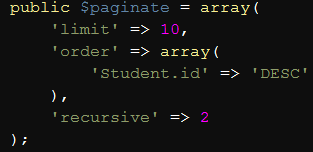 public $paginate = array(
    'limit' => 10,
    'order' => array(
        'Student.id' => 'DESC'
    ),
    'recursive' => 2
);